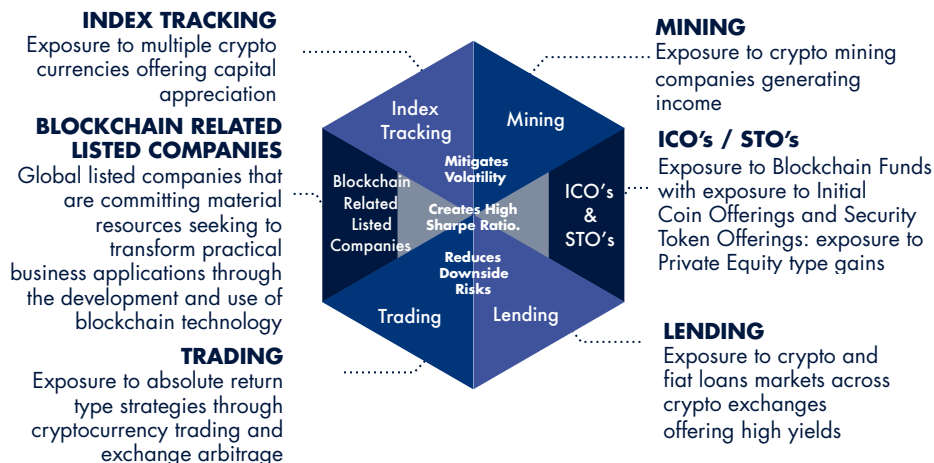 INDEX TRACKING
Exposure to multiple crypto
currencies offering capital
appreciation
BLOCKCHAIN RELATED
LISTED COMPANIES
Global listed companies that
are committing material
resources seeking to
transform practical
business applications through
the development and use of
blockchain technology
TRADING
Exposure to absolute return
type strategies through
cryptocurrency trading and
exchange arbitrage
Index
Tracking
Mining
Mitigates
Volatility
Blockchain
Related
Listed
Companies
Creates High
Sharpe Ratio.
ICO's
&
STO's
Reduces
Downside
Risks
Trading
Lending
MINING
Exposure to crypto mining
companies generating
income
ICO's / STO's
Exposure to Blockchain Funds
with exposure to Initial
Coin Offerings and Security
Token Offerings: exposure to
Private Equity type gains
LENDING
Exposure to crypto and
fiat loans markets across
crypto exchanges
offering high yields